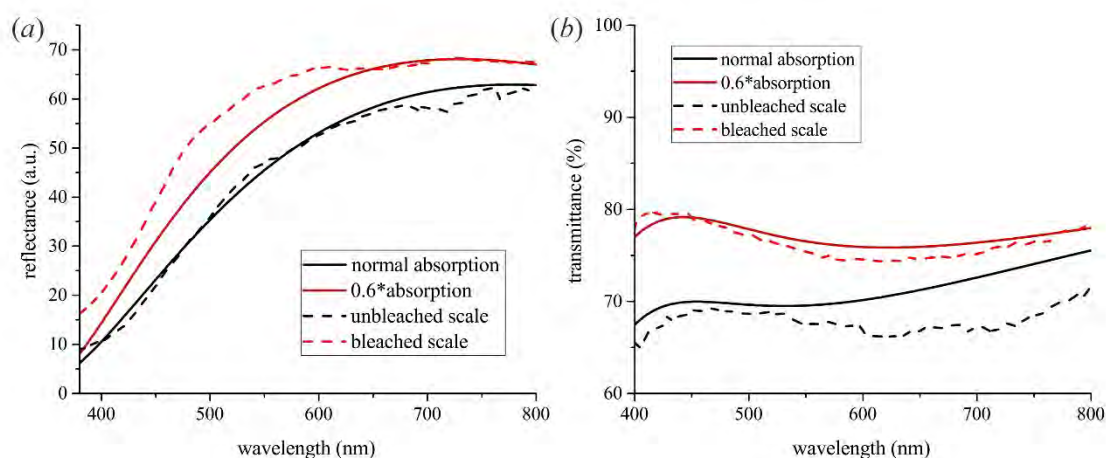 (a)
70
60
50
40
30
20
10
0
reflectance (a.u.)
400 500 600 700 800
wavelength (nm)
normal absorption
0.6*absorption
unbleached scale
bleached scale
(b)
100
90
80
70
60
transmittance (%)
400 500 600 700 800
wavelength (nm)
normal absorption
0.6*absorption
unbleached scale
bleached scale